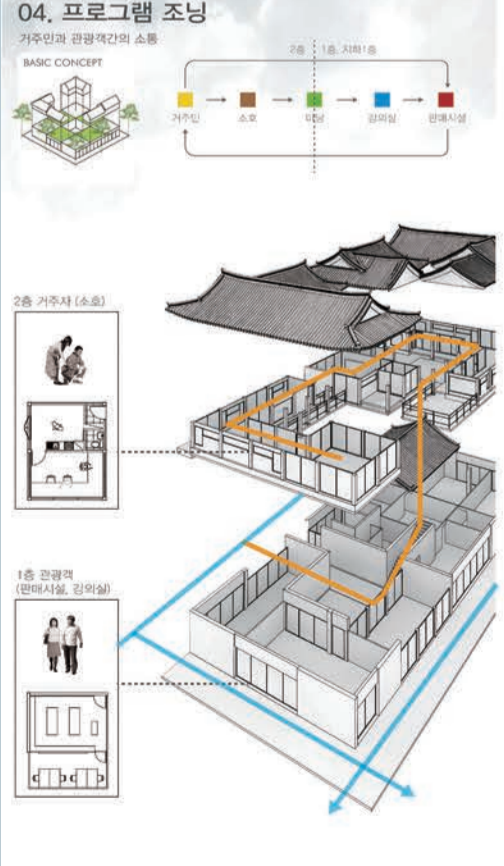 04. 프로그램 조닝
거주민과 관광객간의 소통
BASIC CONCEPT
2층
1층, 지하1층
거주민
소호
마당
강의실
판매시설
2층 거주자 (소호)
1층 관광객
(판매시설, 강의실)